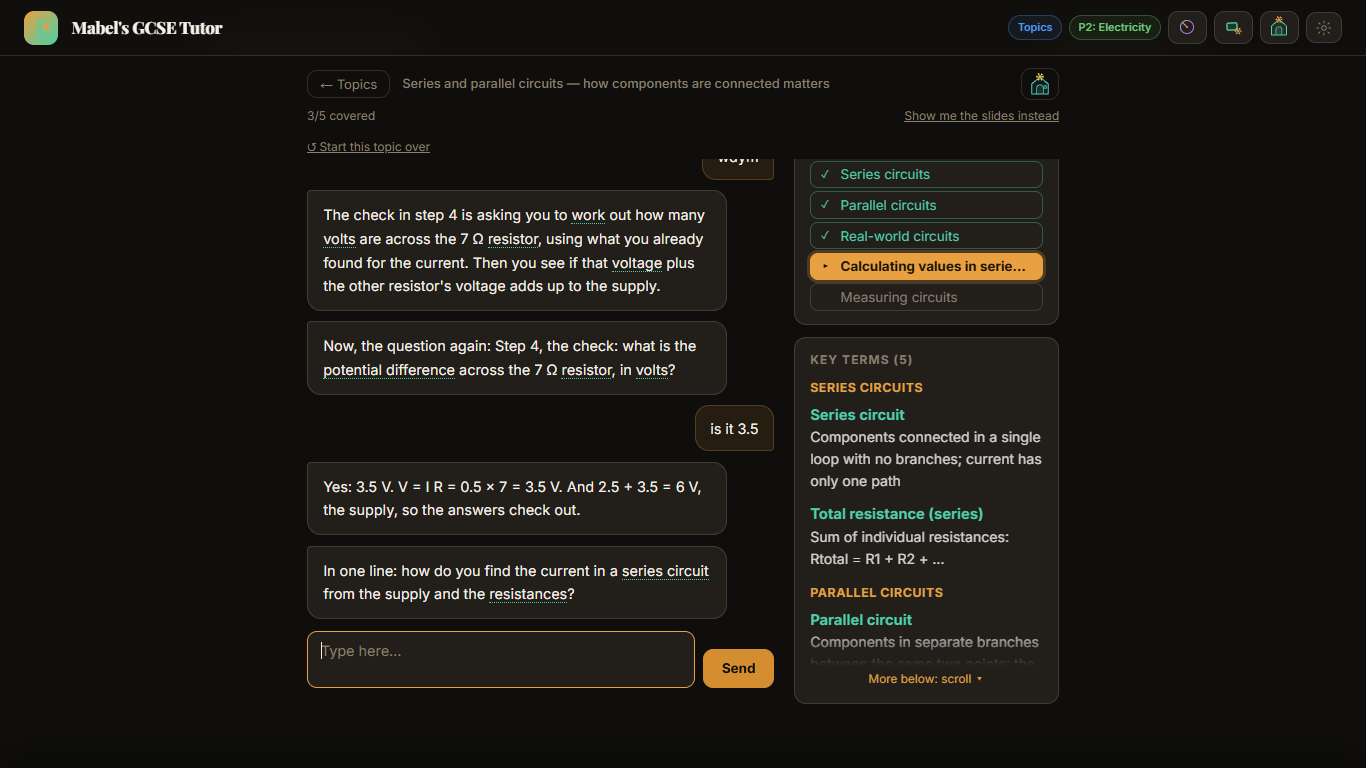 Mabel's GCSE Tutor
Topics
P2: Electricity
← Topics
Series and parallel circuits — how components are connected matters
3/5 covered
Show me the slides instead
↺ Start this topic over
The check in step 4 is asking you to work out how many
volts are across the 7 Ω resistor, using what you already
found for the current. Then you see if that voltage plus
the other resistor's voltage adds up to the supply.
Now, the question again: Step 4, the check: what is the
potential difference across the 7 Ω resistor, in volts?
is it 3.5
Yes: 3.5 V. V = I R = 0.5 × 7 = 3.5 V. And 2.5 + 3.5 = 6 V,
the supply, so the answers check out.
In one line: how do you find the current in a series circuit
from the supply and the resistances?
Type here...
Send
✓ Series circuits
✓ Parallel circuits
✓ Real-world circuits
▸ Calculating values in serie...
Measuring circuits
KEY TERMS (5)
SERIES CIRCUITS
Series circuit
Components connected in a single
loop with no branches; current has
only one path
Total resistance (series)
Sum of individual resistances:
Rtotal = R1 + R2 + ...
PARALLEL CIRCUITS
Parallel circuit
Components in separate branches
between the same two points; the
More below: scroll ▾